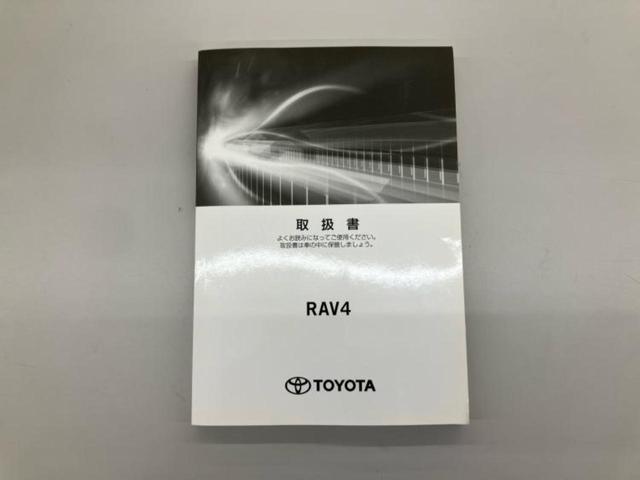 取扱書
よくお読みになってご使用ください。
取扱書は車の中に保管しましょう。
RAV4
TOYOTA